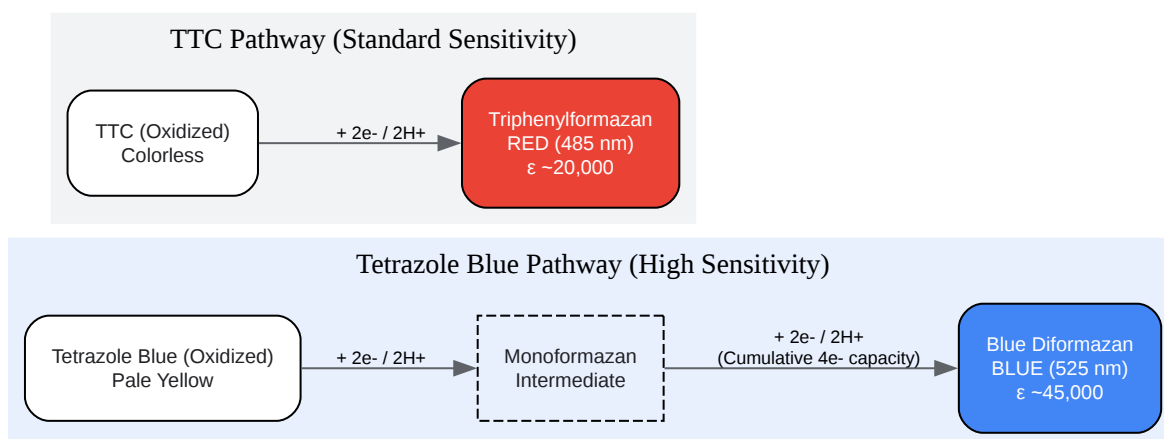 TTC Pathway (Standard Sensitivity)
TTC (Oxidized)
Colorless
+ 2e- / 2H+
Triphenylformazan
RED (485 nm)
ε ~20,000
Tetrazole Blue Pathway (High Sensitivity)
Tetrazole Blue (Oxidized)
Pale Yellow
+ 2e- / 2H+
Monoformazan
Intermediate
+ 2e- / 2H+
(Cumulative 4e- capacity)
Blue Diformazan
BLUE (525 nm)
ε ~45,000